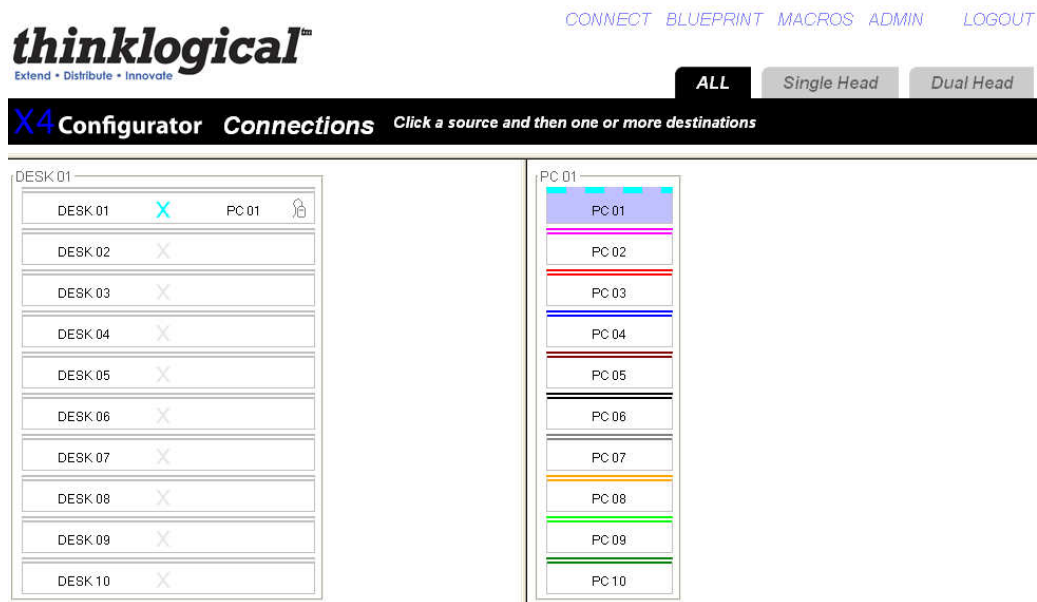 CONNECT BLUEPRINT MACROS ADMIN LOGOUT
thinklogical™
Extend • Distribute • Innovate
ALL Single Head Dual Head
X4 Configurator Connections Click a source and then one or more destinations
DESK 01 PC 01
DESK 01 X PC 01 PC 01
DESK 02 X PC 02
DESK 03 X PC 03
DESK 04 X PC 04
DESK 05 X PC 05
DESK 06 X PC 06
DESK 07 X PC 07
DESK 08 X PC 08
DESK 09 X PC 09
DESK 10 X PC 10